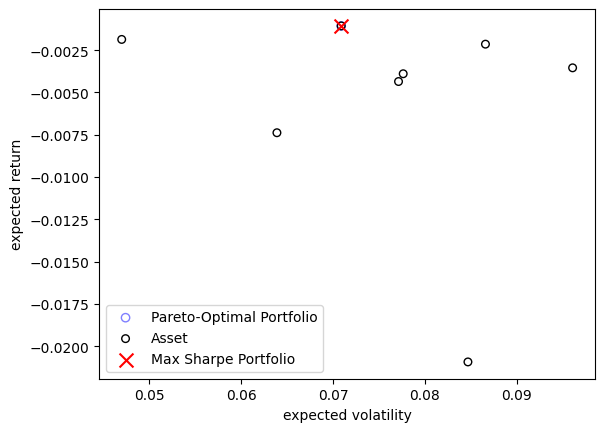 −0.0025
−0.0050
−0.0075
−0.0100
−0.0125
−0.0150
−0.0175
−0.0200
expected return
Pareto-Optimal Portfolio
Asset
Max Sharpe Portfolio
0.05 0.06 0.07 0.08 0.09
expected volatility